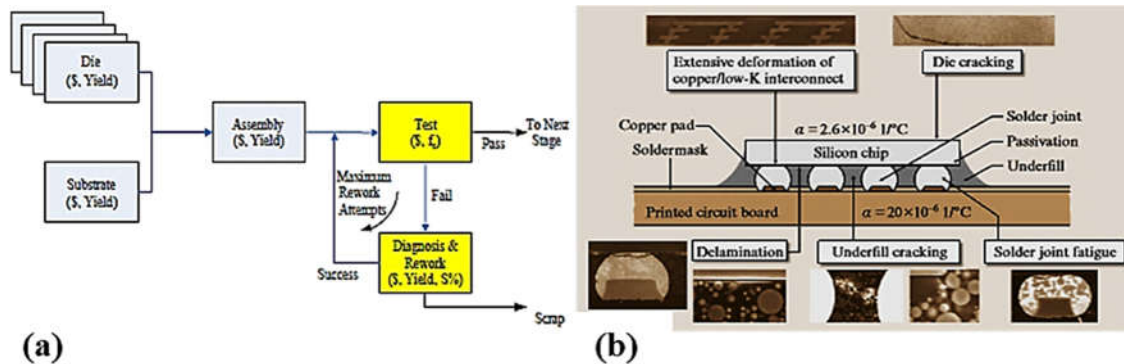 Die
($, Yield)
Substrate
($, Yield)
Assembly
($, Yield)
Test
($, fₜ)
Pass
To Next
Stage
Maximum
Rework
Attempts
Fail
Diagnosis &
Rework
($, Yield, S%)
Success
Scrap
(a)
Extensive deformation of
copper/low-K interconnect
Die cracking
Copper pad
Soldermask
α = 2.6×10⁻⁶ 1/°C
Silicon chip
Solder joint
Passivation
Underfill
Printed circuit board
α = 20×10⁻⁶ 1/°C
Delamination
Underfill cracking
Solder joint fatigue
(b)